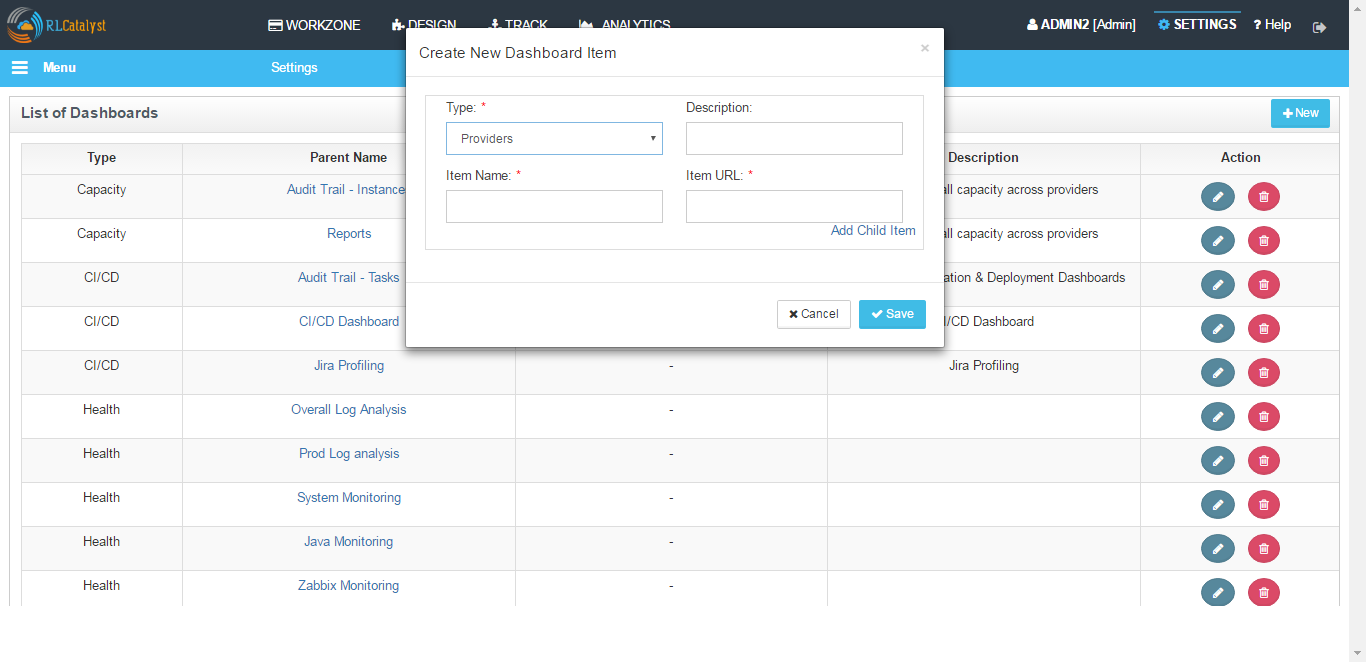 RLCatalyst WORKZONE DESIGN TRACK ANALYTICS ADMIN2 [Admin] SETTINGS ? Help
Menu Settings
Create New Dashboard Item ×
Type: * Description:
Providers
Item Name: * Item URL: *
Add Child Item
Cancel Save
List of Dashboards New
Type Parent Name Description Action
Capacity Audit Trail - Instance all capacity across providers
Capacity Reports all capacity across providers
CI/CD Audit Trail - Tasks ation & Deployment Dashboards
CI/CD CI/CD Dashboard I/CD Dashboard
CI/CD Jira Profiling - Jira Profiling
Health Overall Log Analysis -
Health Prod Log analysis -
Health System Monitoring -
Health Java Monitoring -
Health Zabbix Monitoring -